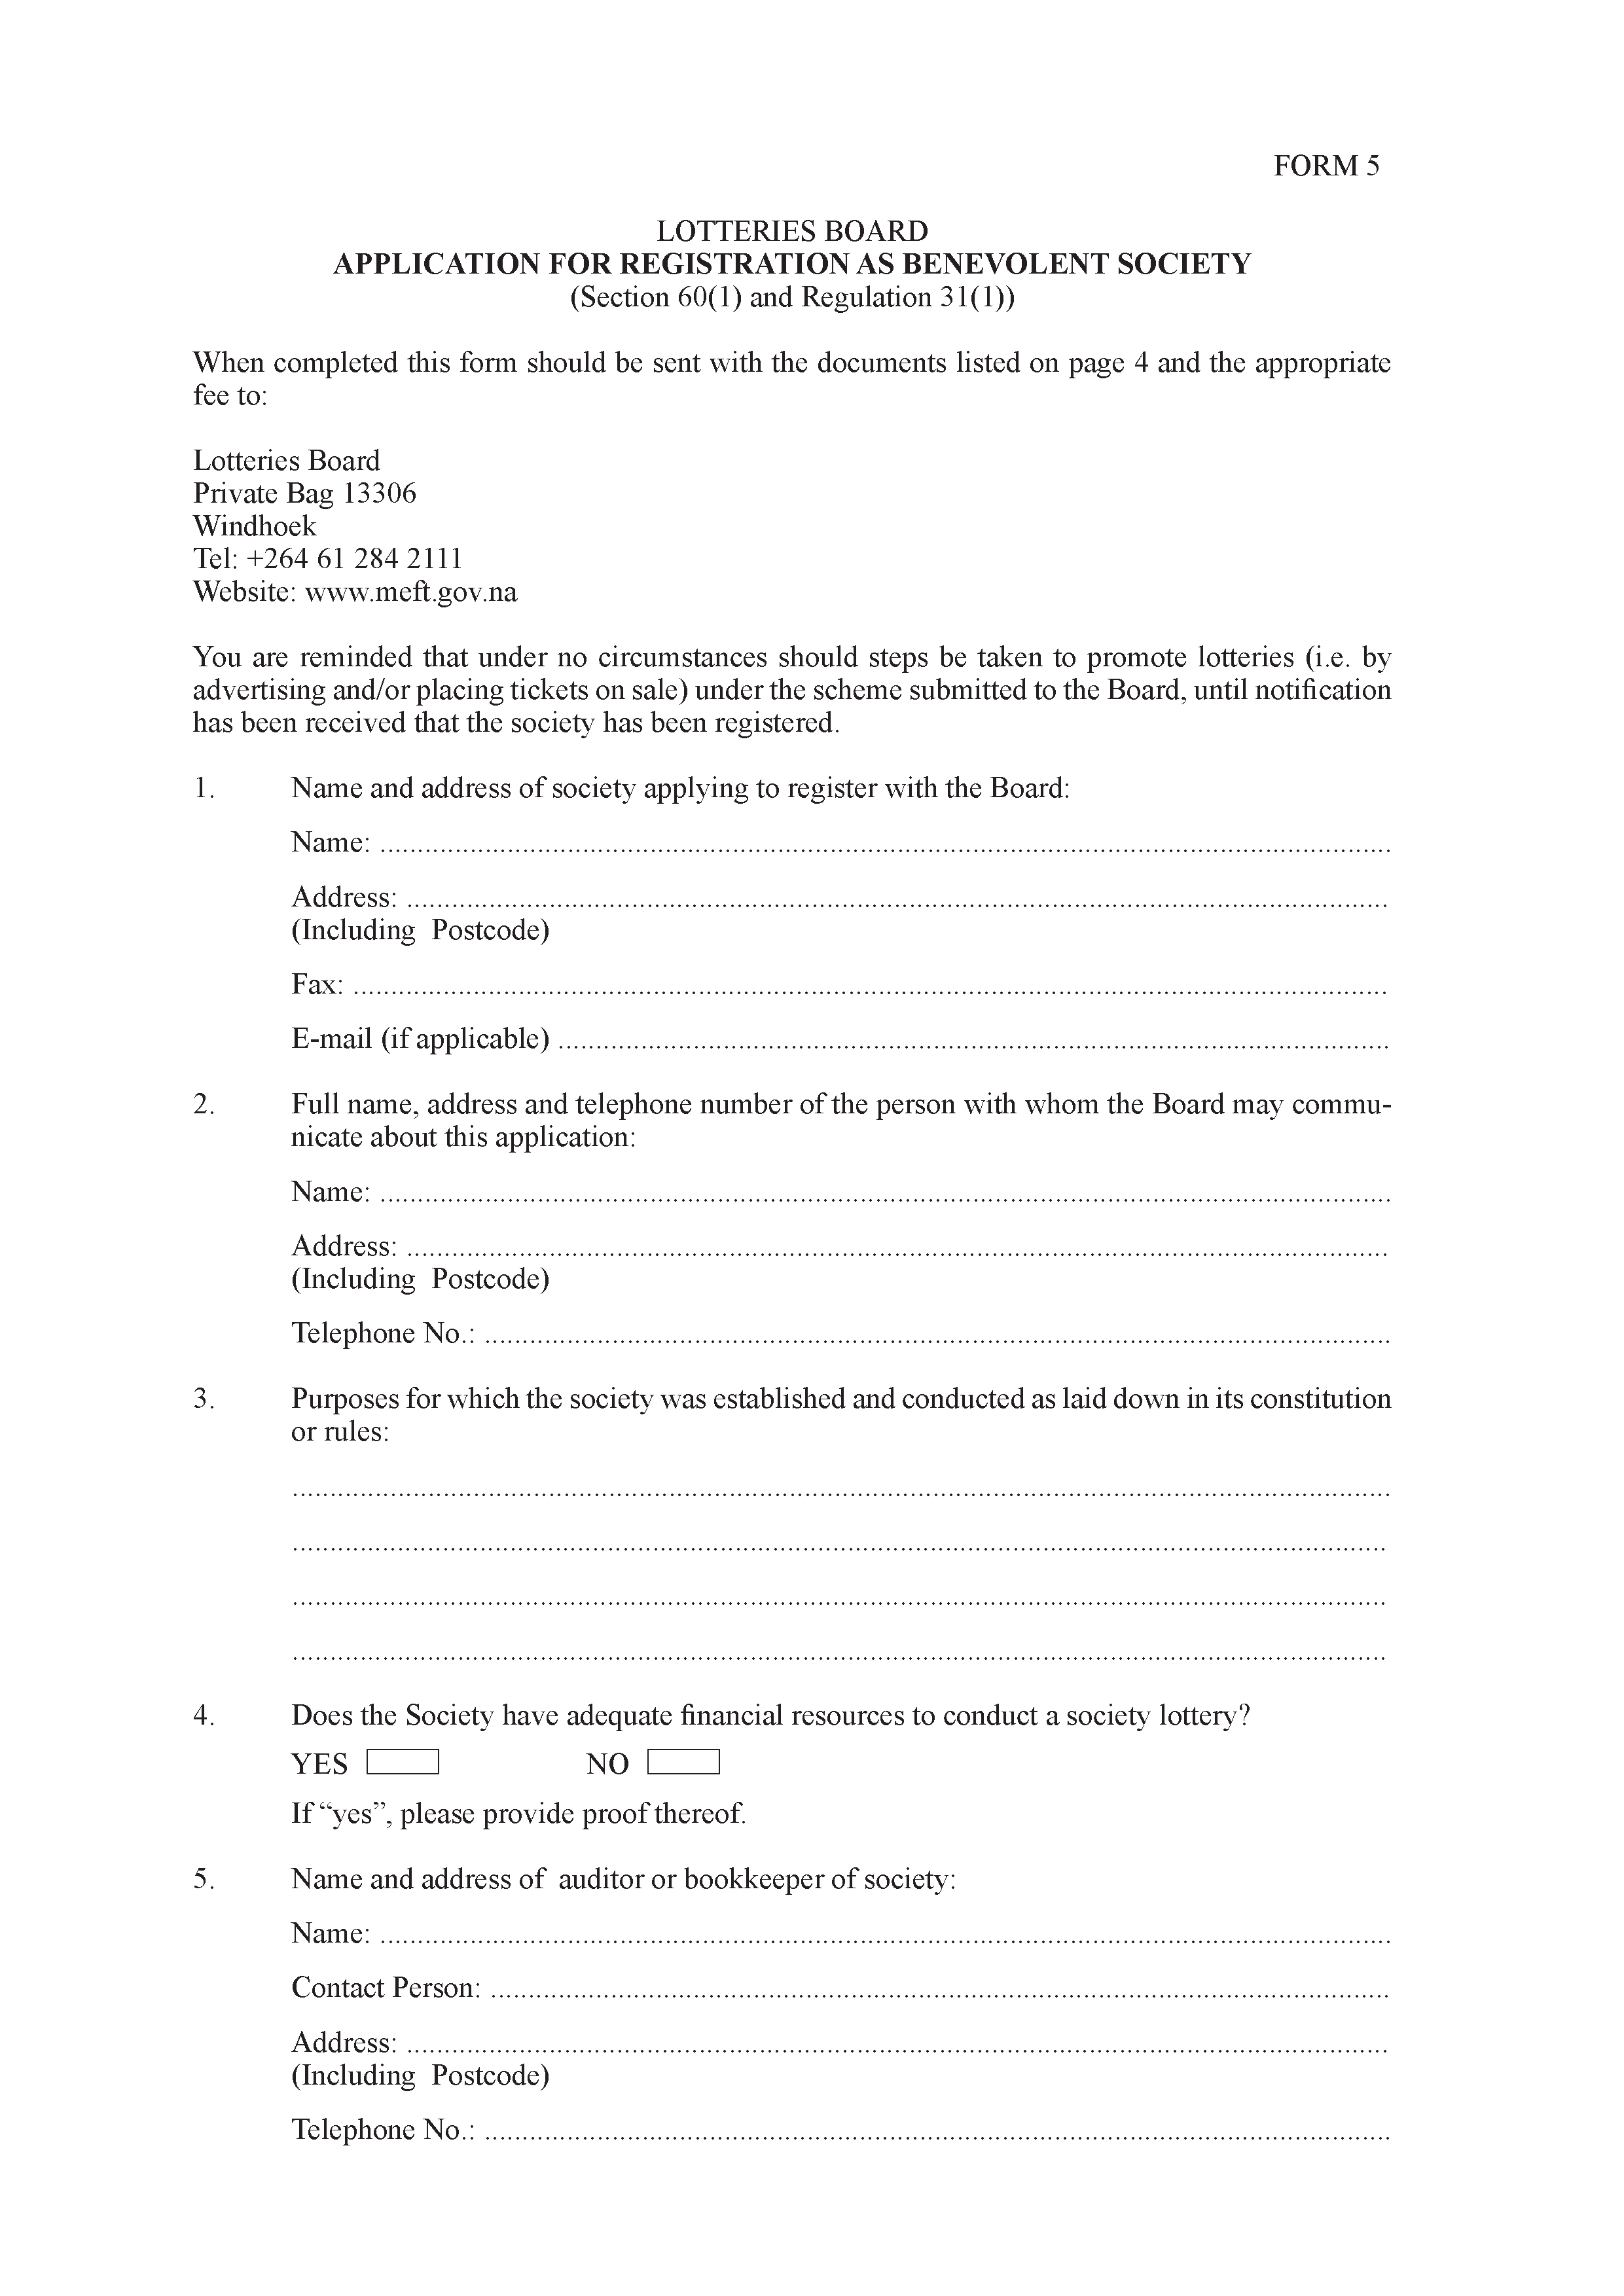 FORM 5
LOTTERIES BOARD
APPLICATION FOR REGISTRATION AS BENEVOLENT SOCIETY
(Section 60(1) and Regulation 31(1))
When completed this form should be sent with the documents listed on page 4 and the appropriate
fee to:
Lotteries Board
Private Bag 13306
Windhoek
Tel: +264 61 284 2111
Website: www.meft.gov.na
You are reminded that under no circumstances should steps be taken to promote lotteries (i.e. by
advertising and/or placing tickets on sale) under the scheme submitted to the Board, until notification
has been received that the society has been registered.
1. Name and address of society applying to register with the Board:
Name: ................................................................................
Address: ................................................................................
(Including Postcode)
Fax: ................................................................................
E-mail (if applicable) ................................................................................
2. Full name, address and telephone number of the person with whom the Board may commu-
nicate about this application:
Name: ................................................................................
Address: ................................................................................
(Including Postcode)
Telephone No.: ................................................................................
3. Purposes for which the society was established and conducted as laid down in its constitution
or rules:
................................................................................
................................................................................
................................................................................
................................................................................
4. Does the Society have adequate financial resources to conduct a society lottery?
YES NO
If “yes”, please provide proof thereof.
5. Name and address of auditor or bookkeeper of society:
Name: ................................................................................
Contact Person: ................................................................................
Address: ................................................................................
(Including Postcode)
Telephone No.: ................................................................................